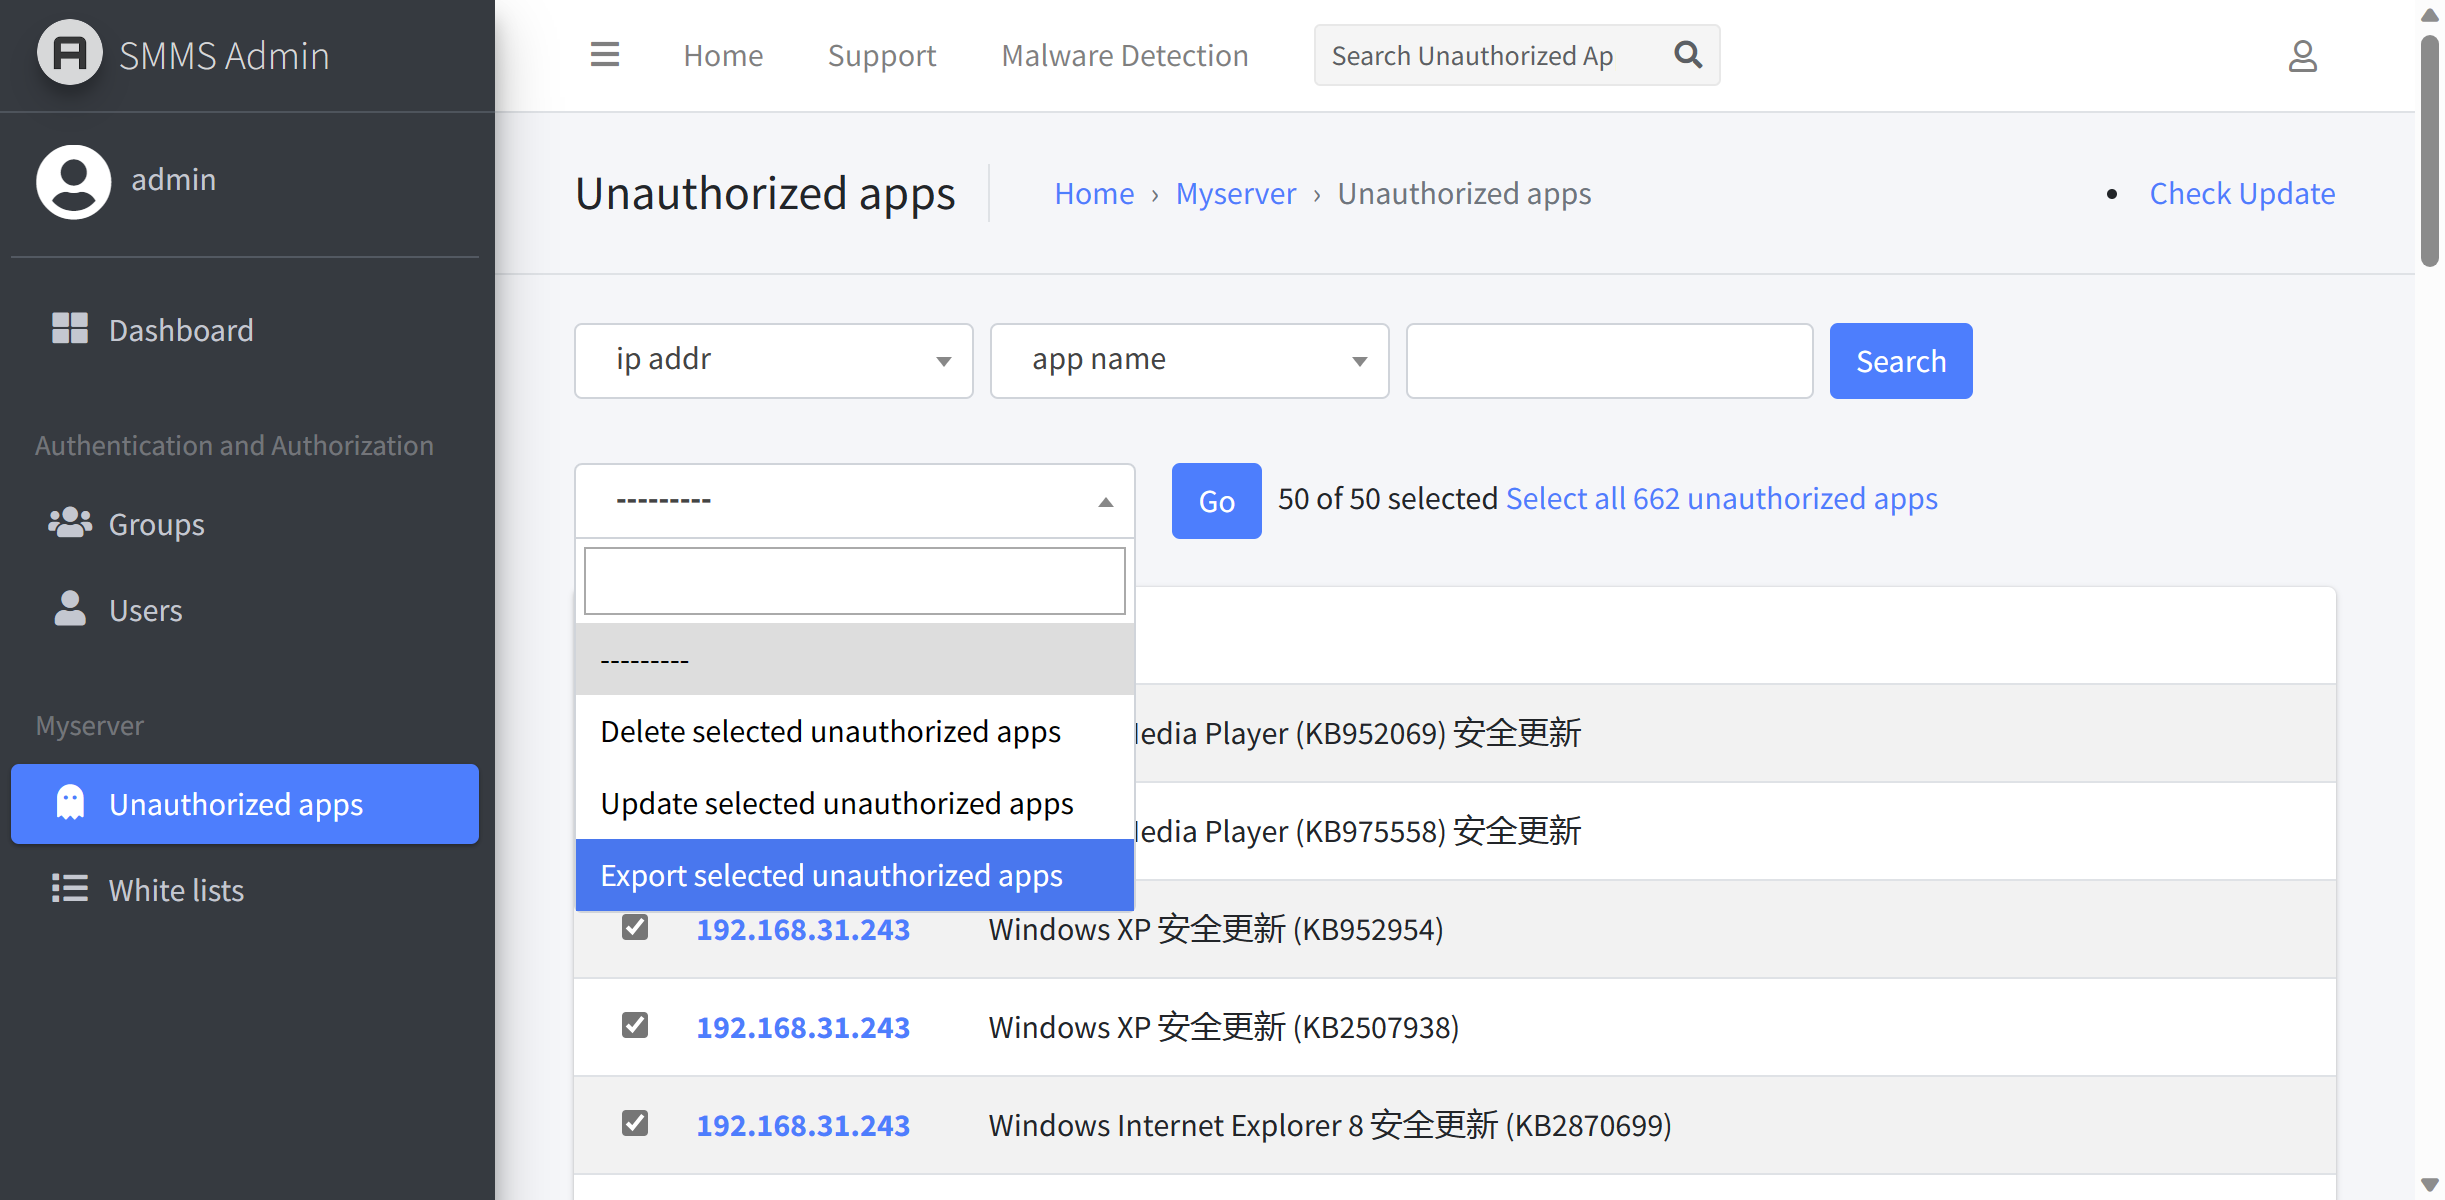 SMMS Admin
Home
Support
Malware Detection
Search Unauthorized Ap
admin
Unauthorized apps
Home › Myserver › Unauthorized apps
• Check Update
Dashboard
ip addr
app name
Search
Authentication and Authorization
Groups
Users
---------
Go
50 of 50 selected Select all 662 unauthorized apps
---------
Delete selected unauthorized apps
Update selected unauthorized apps
Export selected unauthorized apps
Myserver
Unauthorized apps
White lists
Player (KB952069) 安全更新
Player (KB975558) 安全更新
192.168.31.243 Windows XP 安全更新 (KB952954)
192.168.31.243 Windows XP 安全更新 (KB2507938)
192.168.31.243 Windows Internet Explorer 8 安全更新 (KB2870699)